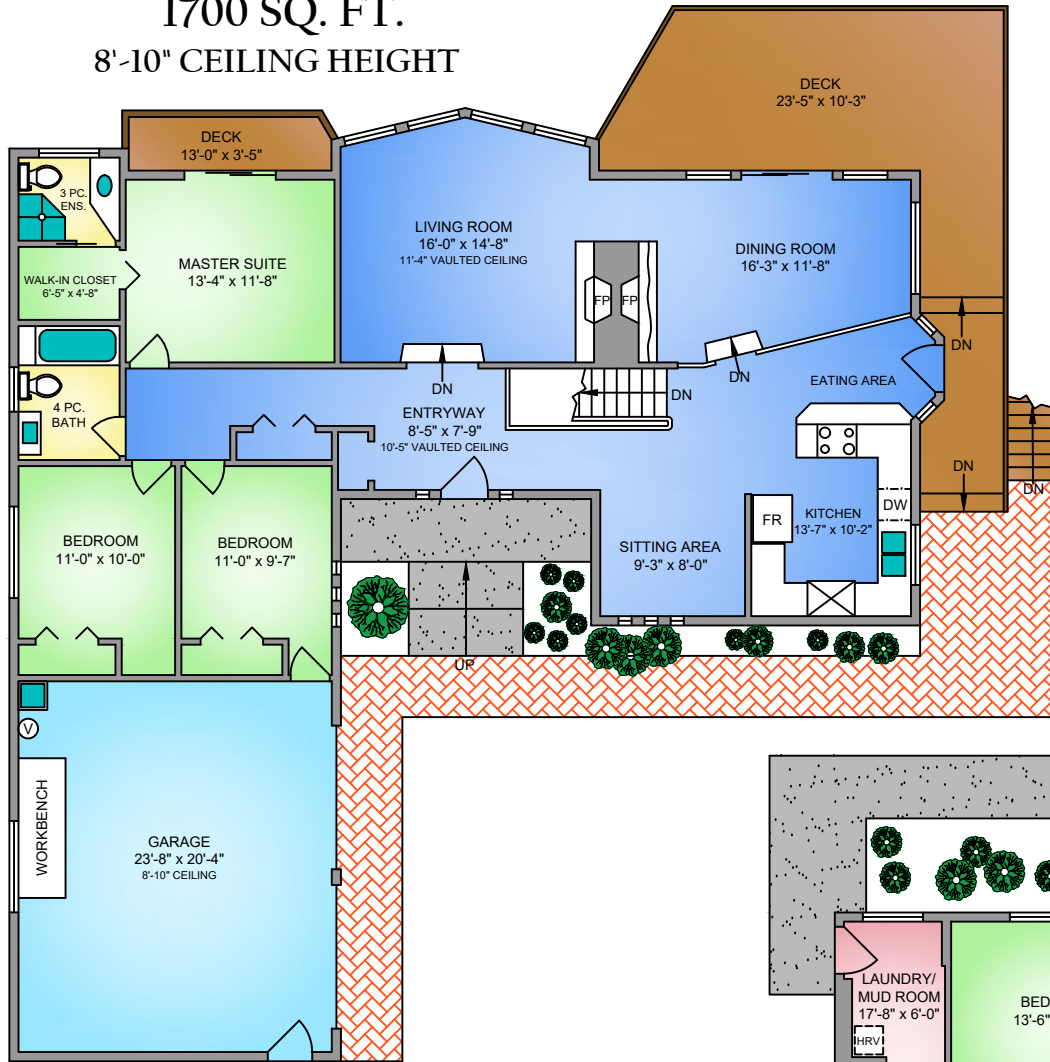 1700 SQ. FT.
8'-10" CEILING HEIGHT
DECK
23'-5" x 10'-3"
DECK
13'-0" x 3'-5"
3 PC.
ENS.
LIVING ROOM
16'-0" x 14'-8"
11'-4" VAULTED CEILING
DINING ROOM
16'-3" x 11'-8"
MASTER SUITE
13'-4" x 11'-8"
WALK-IN CLOSET
6'-5" x 4'-8"
FP
FP
DN
DN
DN
DN
EATING AREA
4 PC.
BATH
ENTRYWAY
8'-5" x 7'-9"
10'-5" VAULTED CEILING
DN
DN
FR
KITCHEN
13'-7" x 10'-2"
DW
BEDROOM
11'-0" x 10'-0"
BEDROOM
11'-0" x 9'-7"
SITTING AREA
9'-3" x 8'-0"
UP
V
WORKBENCH
GARAGE
23'-8" x 20'-4"
8'-10" CEILING
LAUNDRY/
MUD ROOM
17'-8" x 6'-0"
HRV
BED
13'-6"